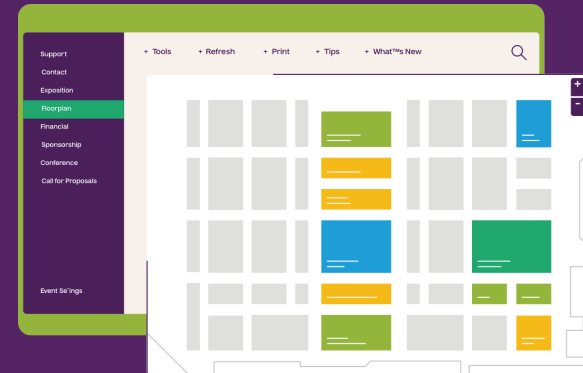 + Tools
+ Refresh
+ Print
+ Tips
+ What™s New
Support
Contact
Exposition
Floorplan
Financial
Sponsorship
Conference
Call for Proposals
Event Se˜ings
+
-